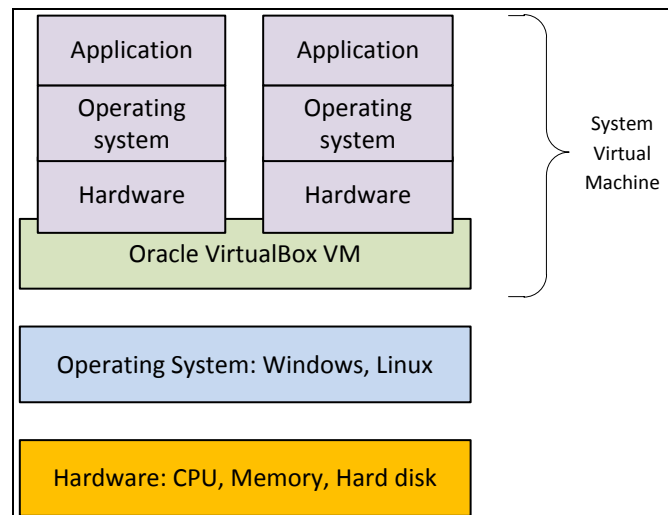 Application
Operating
system
Hardware
Application
Operating
system
Hardware
System
Virtual
Machine
Oracle VirtualBox VM
Operating System: Windows, Linux
Hardware: CPU, Memory, Hard disk